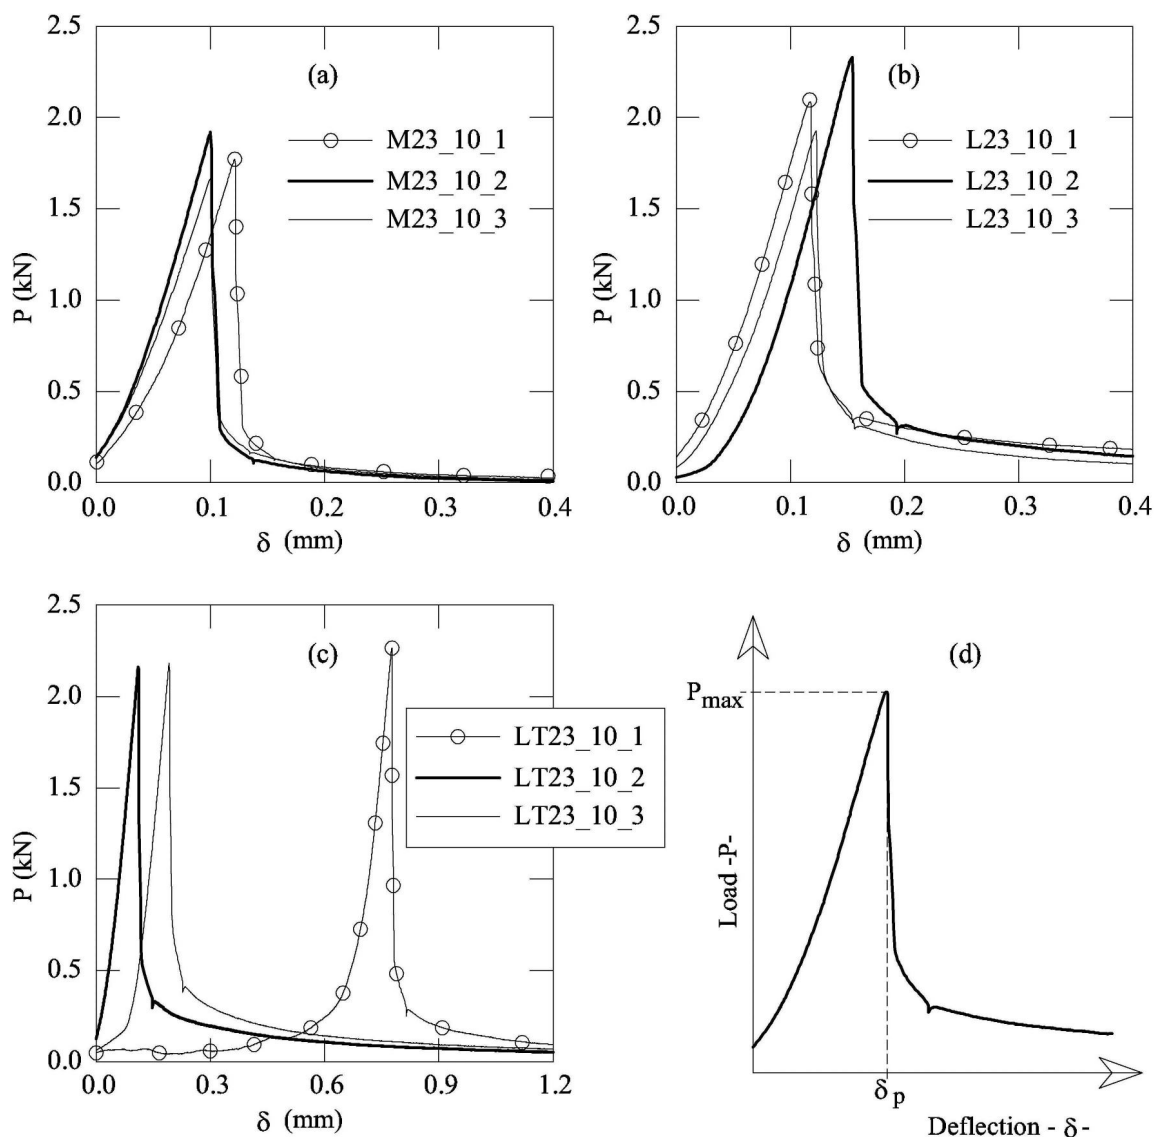 2.5
2.0
1.5
1.0
0.5
0.0
P (kN)
(a)
M23_10_1
M23_10_2
M23_10_3
0.0 0.1 0.2 0.2 0.4
δ (mm)
2.5
2.0
1.5
1.0
0.5
0.0
P (kN)
(b)
L23_10_1
L23_10_2
L23_10_3
0.0 0.1 0.2 0.3 0.4
δ (mm)
2.5
2.0
1.5
1.0
0.5
0.0
P (kN)
(c)
LT23_10_1
LT23_10_2
LT23_10_3
0.0 0.3 0.6 0.9 1.2
δ (mm)
(d)
Pmax
Load -P-
δp
Deflection - δ-